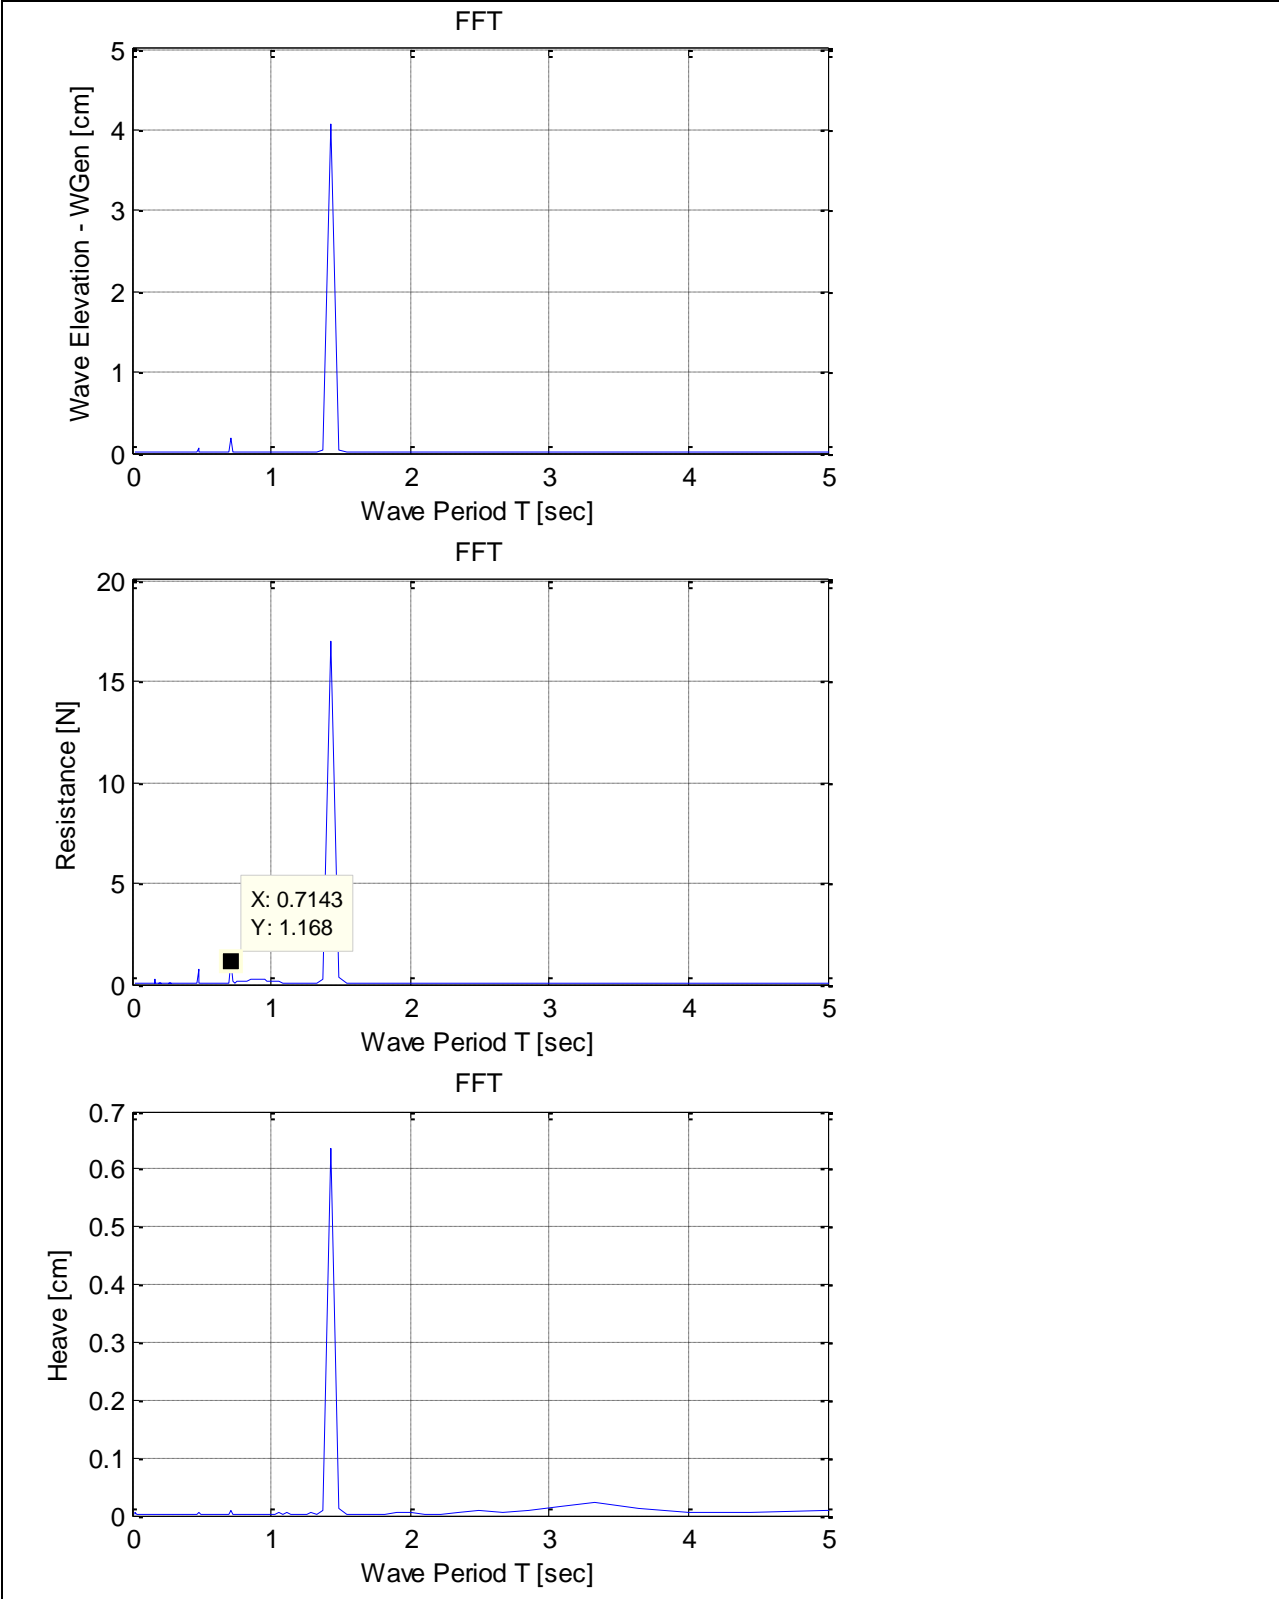 FFT
5
4
3
2
1
0
Wave Elevation - WGen [cm]
0 1 2 3 4 5
Wave Period T [sec]
FFT
20
15
10
5
0
Resistance [N]
X: 0.7143
Y: 1.168
0 1 2 3 4 5
Wave Period T [sec]
FFT
0.7
0.6
0.5
0.4
0.3
0.2
0.1
0
Heave [cm]
0 1 2 3 4 5
Wave Period T [sec]